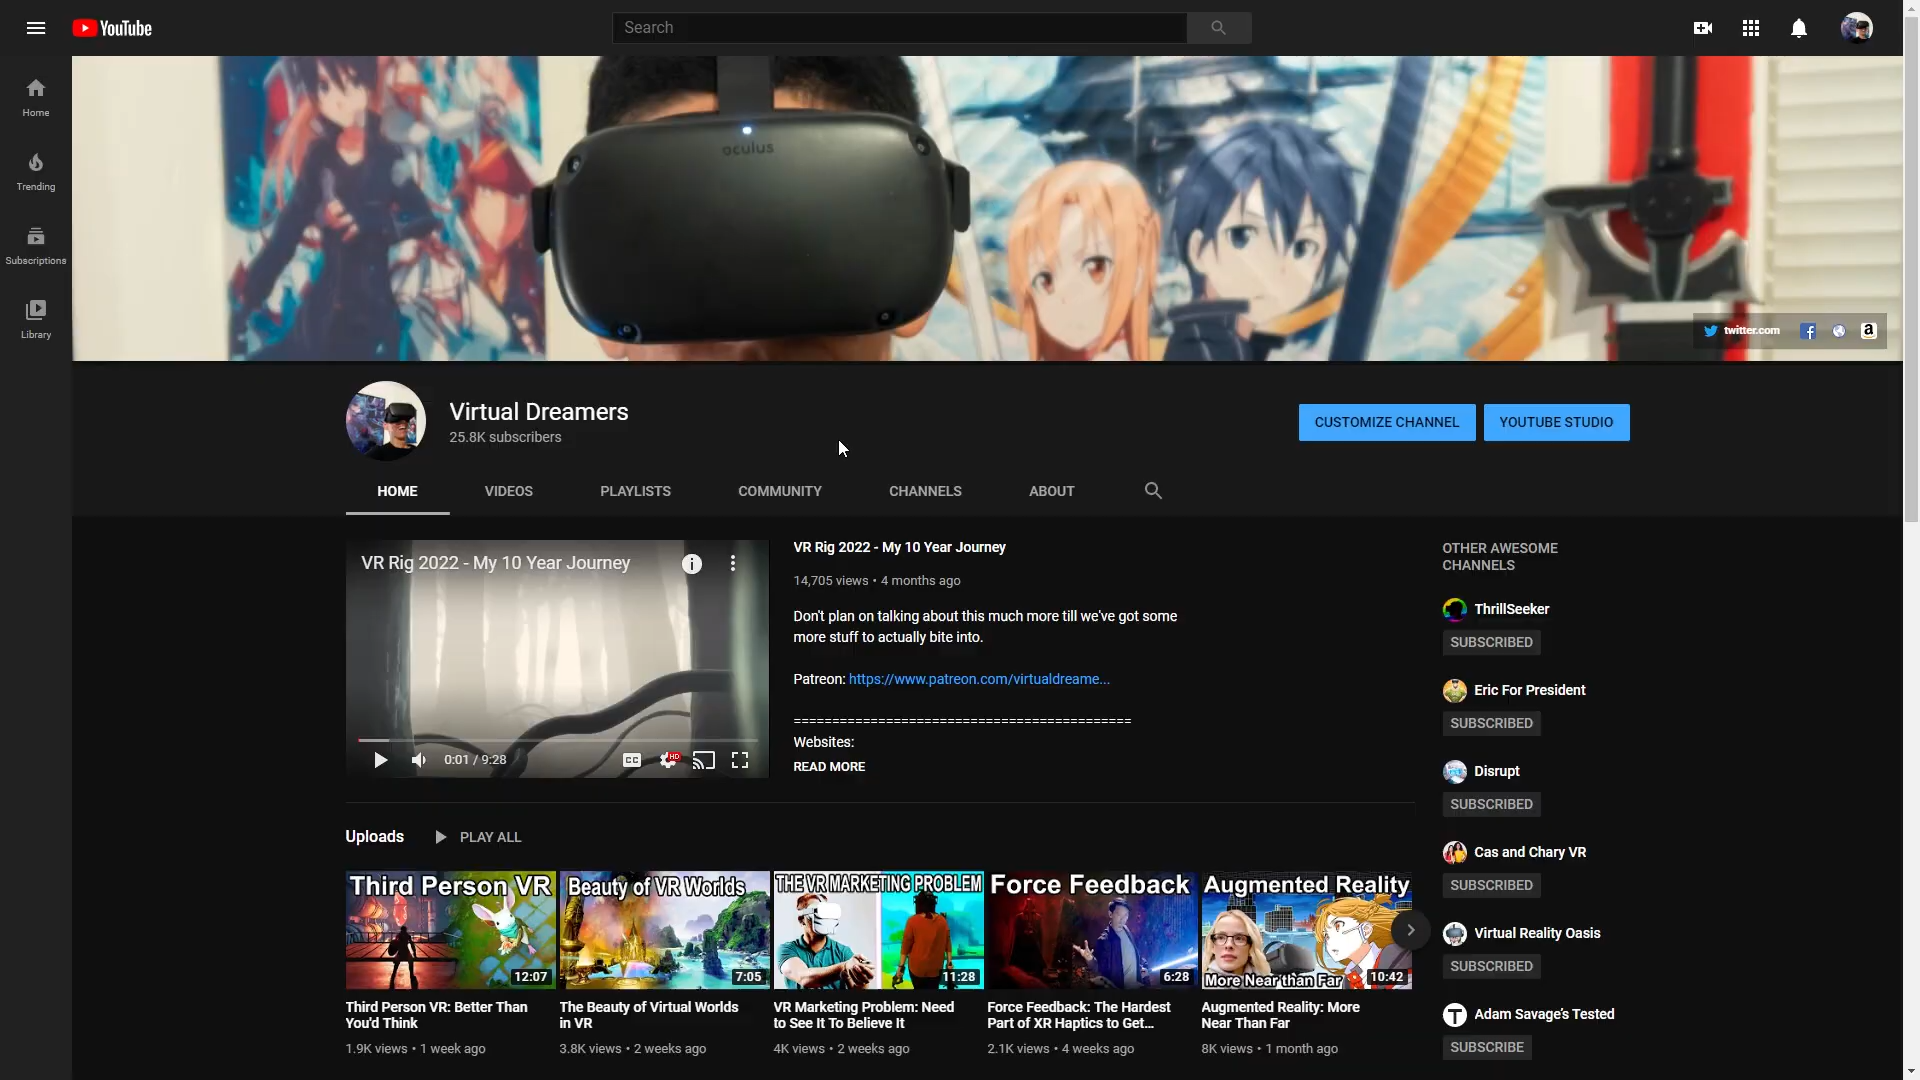 YouTube
Search
Home
Trending
Subscriptions
Library
oculus
twitter.com
Virtual Dreamers
25.8K subscribers
CUSTOMIZE CHANNEL
YOUTUBE STUDIO
HOME
VIDEOS
PLAYLISTS
COMMUNITY
CHANNELS
ABOUT
VR Rig 2022 - My 10 Year Journey
0:01 / 9:28
CC
HD
VR Rig 2022 - My 10 Year Journey
14,705 views • 4 months ago
Don't plan on talking about this much more till we've got some
more stuff to actually bite into.
Patreon: https://www.patreon.com/virtualdreame...
===========================================
Websites:
READ MORE
OTHER AWESOME
CHANNELS
ThrillSeeker
SUBSCRIBED
Eric For President
SUBSCRIBED
Disrupt
SUBSCRIBED
Cas and Chary VR
SUBSCRIBED
Virtual Reality Oasis
SUBSCRIBED
Adam Savage's Tested
SUBSCRIBE
Uploads
PLAY ALL
Third Person VR
12:07
Third Person VR: Better Than
You'd Think
1.9K views • 1 week ago
Beauty of VR Worlds
7:05
The Beauty of Virtual Worlds
in VR
3.8K views • 2 weeks ago
THE VR MARKETING PROBLEM
11:28
VR Marketing Problem: Need
to See It To Believe It
4K views • 2 weeks ago
Force Feedback
6:28
Force Feedback: The Hardest
Part of XR Haptics to Get...
2.1K views • 4 weeks ago
Augmented Reality
More Near than Far
10:42
Augmented Reality: More
Near Than Far
8K views • 1 month ago